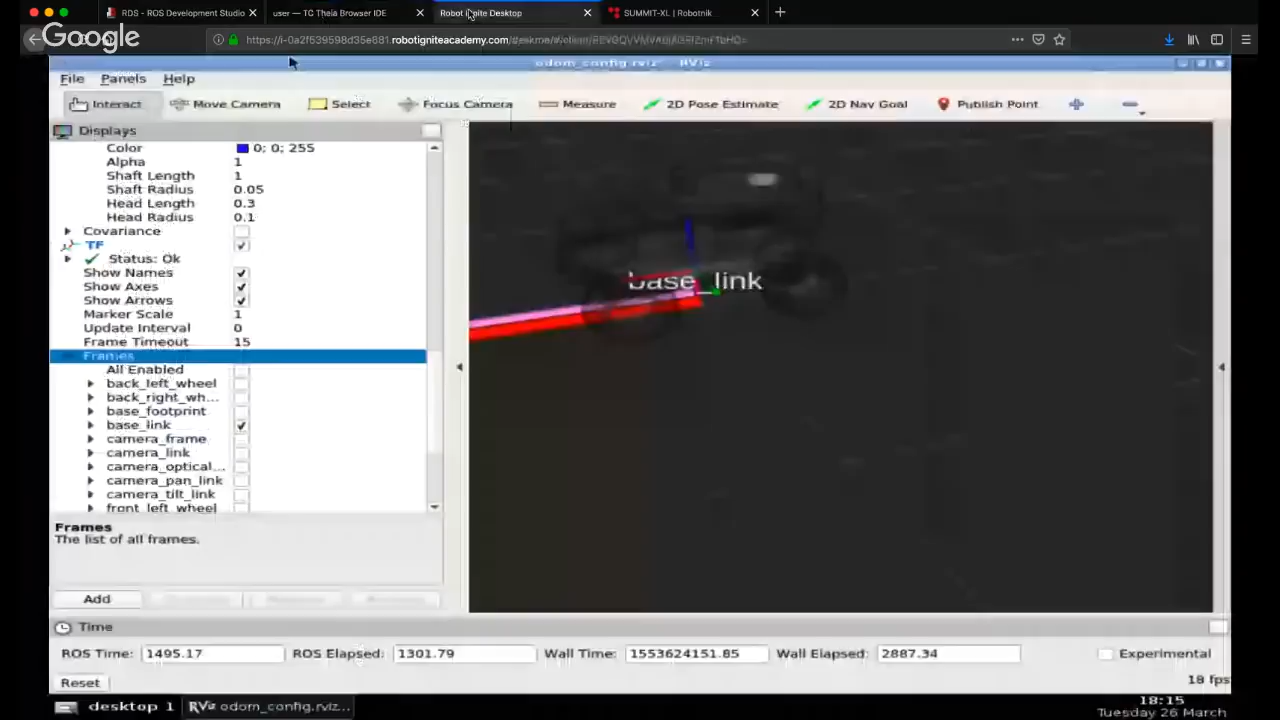 RDS - ROS Development Studio
user — TC Theia Browser IDE
Robot Ignite Desktop
SUMMIT-XL | Robotnik
Google
robotigniteacademy.com
odom_config.rviz* - RViz
File Panels Help
Interact Move Camera Select Focus Camera Measure 2D Pose Estimate 2D Nav Goal Publish Point
Displays
Color 0; 0; 255
Alpha 1
Shaft Length 1
Shaft Radius 0.05
Head Length 0.3
Head Radius 0.1
Covariance
TF
Status: Ok
Show Names
Show Axes
Show Arrows
Marker Scale 1
Update Interval 0
Frame Timeout 15
Frames
All Enabled
back_left_wheel
back_right_wh...
base_footprint
base_link
camera_frame
camera_link
camera_optical...
camera_pan_link
camera_tilt_link
front_left_wheel
base_link
Frames
The list of all frames.
Add
Time
ROS Time: 1495.17 ROS Elapsed: 1301.79 Wall Time: 1553624151.85 Wall Elapsed: 2887.34 Experimental
Reset
18 fps
desktop 1
RViz odom_config.rviz...
18:15
Tuesday 26 March